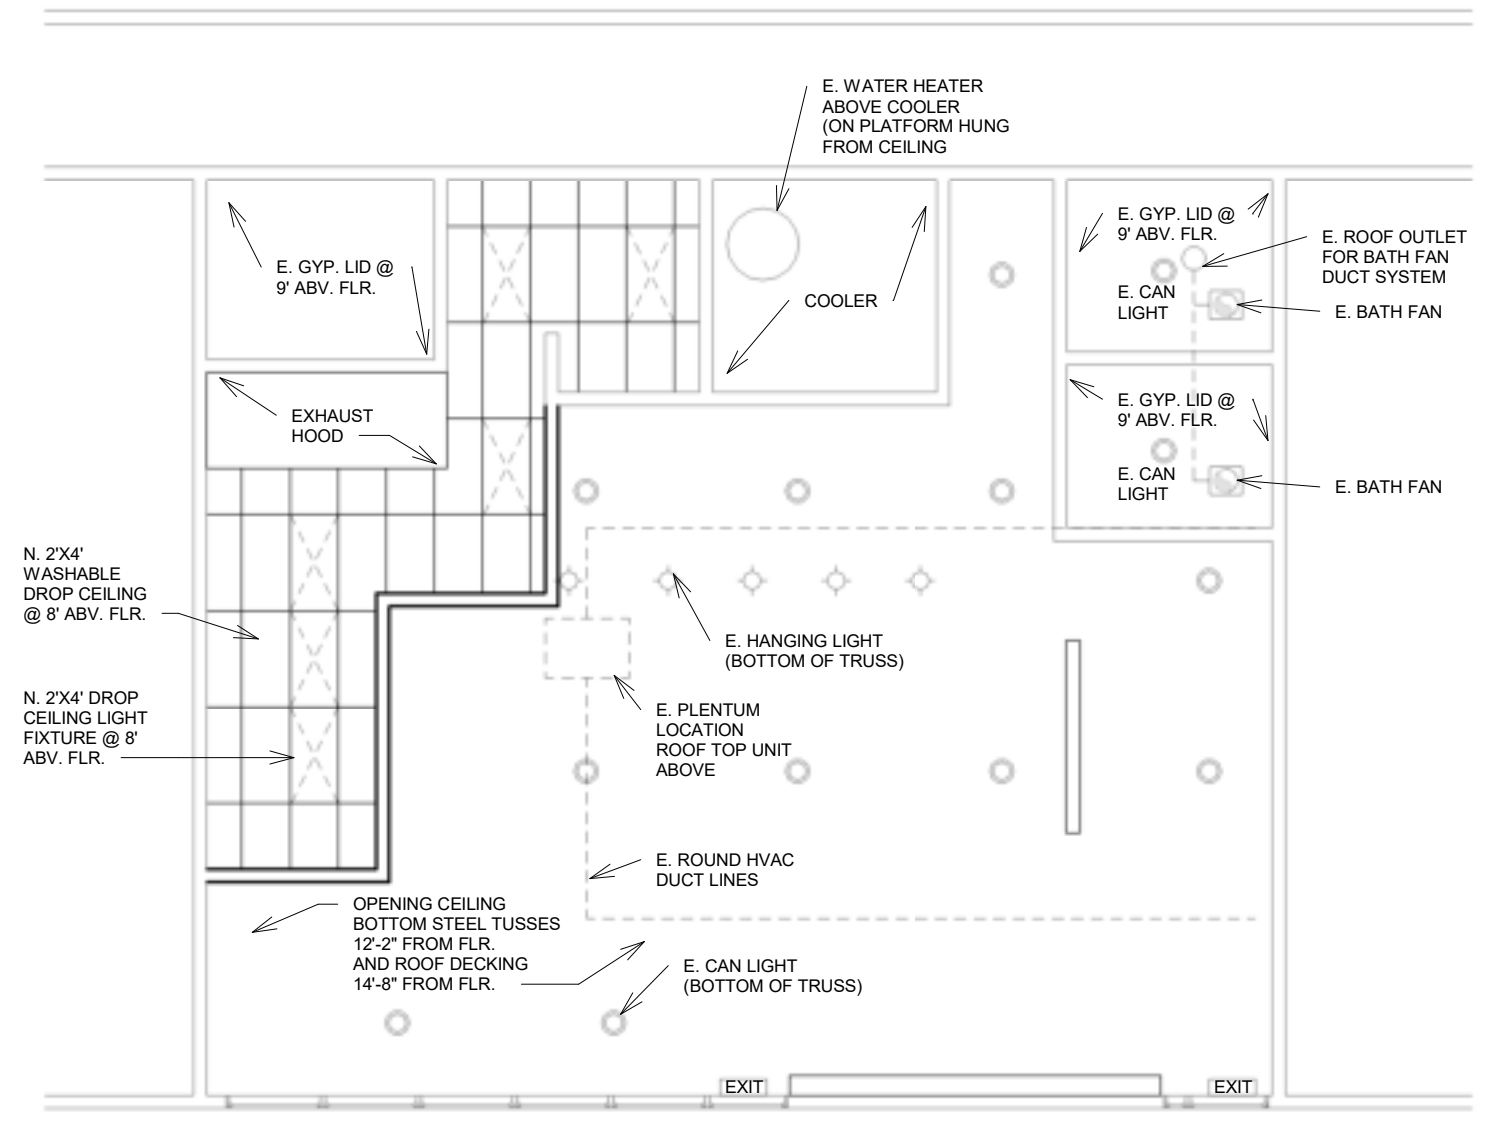 E. WATER HEATER
ABOVE COOLER
(ON PLATFORM HUNG
FROM CEILING
E. GYP. LID @
9' ABV. FLR.
E. ROOF OUTLET
FOR BATH FAN
DUCT SYSTEM
E. GYP. LID @
9' ABV. FLR.
COOLER
E. CAN
LIGHT
E. BATH FAN
EXHAUST
HOOD
E. GYP. LID @
9' ABV. FLR.
E. CAN
LIGHT
E. BATH FAN
N. 2'X4'
WASHABLE
DROP CEILING
@ 8' ABV. FLR.
E. HANGING LIGHT
(BOTTOM OF TRUSS)
N. 2'X4' DROP
CEILING LIGHT
FIXTURE @ 8'
ABV. FLR.
E. PLENTUM
LOCATION
ROOF TOP UNIT
ABOVE
E. ROUND HVAC
DUCT LINES
OPENING CEILING
BOTTOM STEEL TUSSES
12'-2" FROM FLR.
AND ROOF DECKING
14'-8" FROM FLR.
E. CAN LIGHT
(BOTTOM OF TRUSS)
EXIT
EXIT